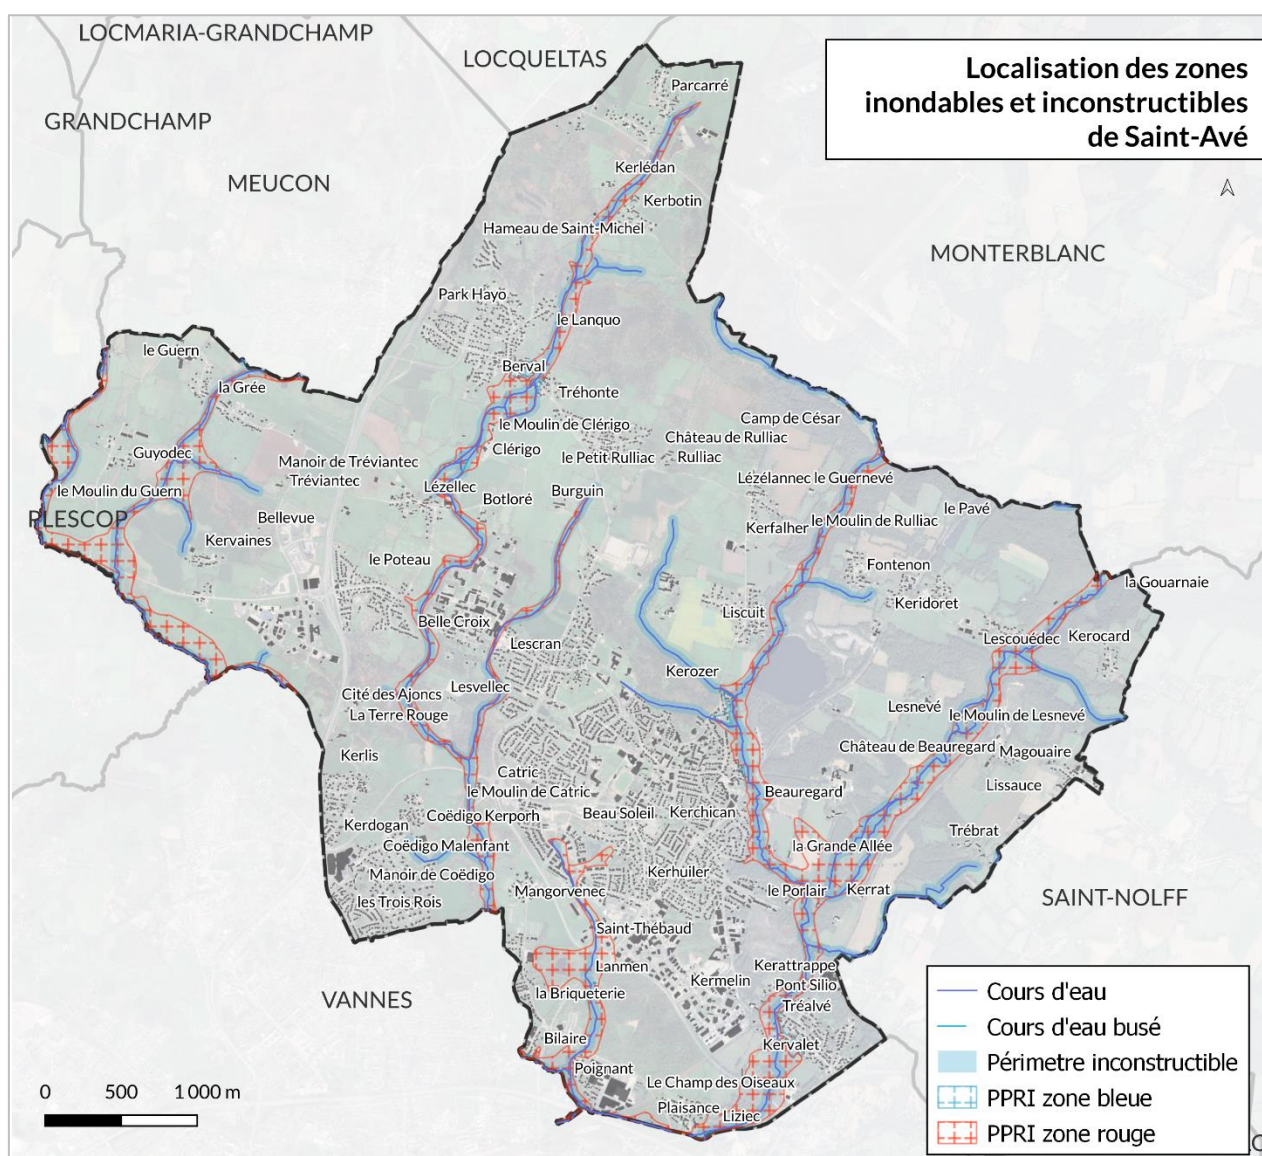 LOCMARIA-GRANDCHAMP
LOCQUELTAS
Localisation des zones
inondables et inconstructibles
de Saint-Avé
Parcarré
GRANDCHAMP
MEUCON
Kerlédan
Kerbotin
Hameau de Saint-Michel
MONTERBLANC
Park Hayo
le Lanquo
le Guern
Berval
la Grée
Tréhonte
Camp de César
le Moulin de Clérigo
Château de Rulliac
Clérigo
Guyodec
Manoir de Tréviantec
le Petit Rulliac
Rulliac
Tréviantec
Lézélannec
le Guernevé
le Moulin du Guern
Lézellec
Botloré
Burguin
le Pavé
PLESCOP
Bellevue
Kerfalher
le Moulin de Rulliac
Kervaines
le Poteau
Fontenon
la Gouarnaie
Keridoret
Liscuit
Belle Croix
Lescran
Lescouédec
Kerocard
Kerozer
Cité des Ajoncs
Lesvellec
La Terre Rouge
Lesnevé
le Moulin de Lesnevé
Kerlis
Château de Beauregard
Magouaire
Catric
Lissauce
le Moulin de Catric
Beauregard
Beau Soleil
Kerchican
Coëdigo Kerporh
Kerdogan
Trébrat
Coëdigo Malenfant
la Grande Allée
Manoir de Coëdigo
Kerhuiler
Mangorvenec
le Porlair
Kerrat
les Trois Rois
SAINT-NOLFF
Saint-Thébaud
Lanmen
Kerattrappe
Kermelin
Pont Silio
la Briqueterie
Tréalvé
VANNES
Bilaire
Kervalet
Poignant
Le Champ des Oiseaux
Plaisance
Liziec
Cours d'eau
Cours d'eau busé
Périmetre inconstructible
PPRI zone bleue
PPRI zone rouge
0 500 1 000 m